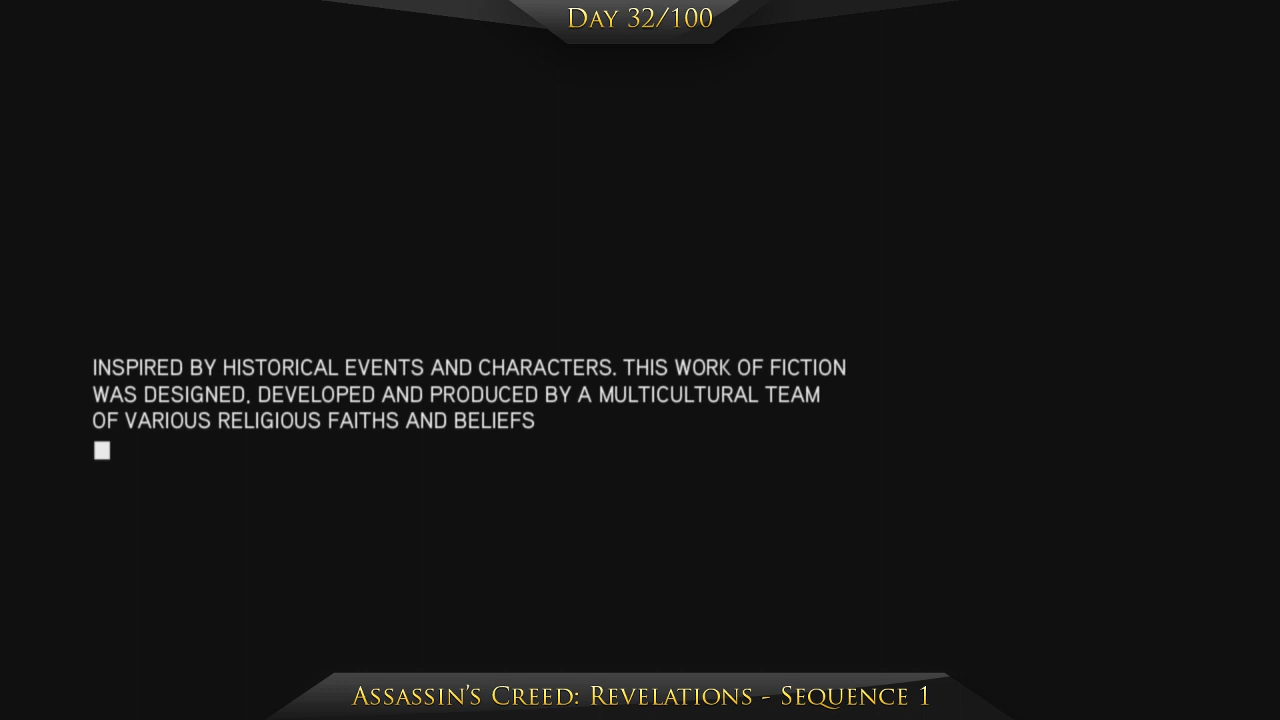 Day 32/100
INSPIRED BY HISTORICAL EVENTS AND CHARACTERS. THIS WORK OF FICTION
WAS DESIGNED, DEVELOPED AND PRODUCED BY A MULTICULTURAL TEAM
OF VARIOUS RELIGIOUS FAITHS AND BELIEFS
Assassin's Creed: Revelations - Sequence 1